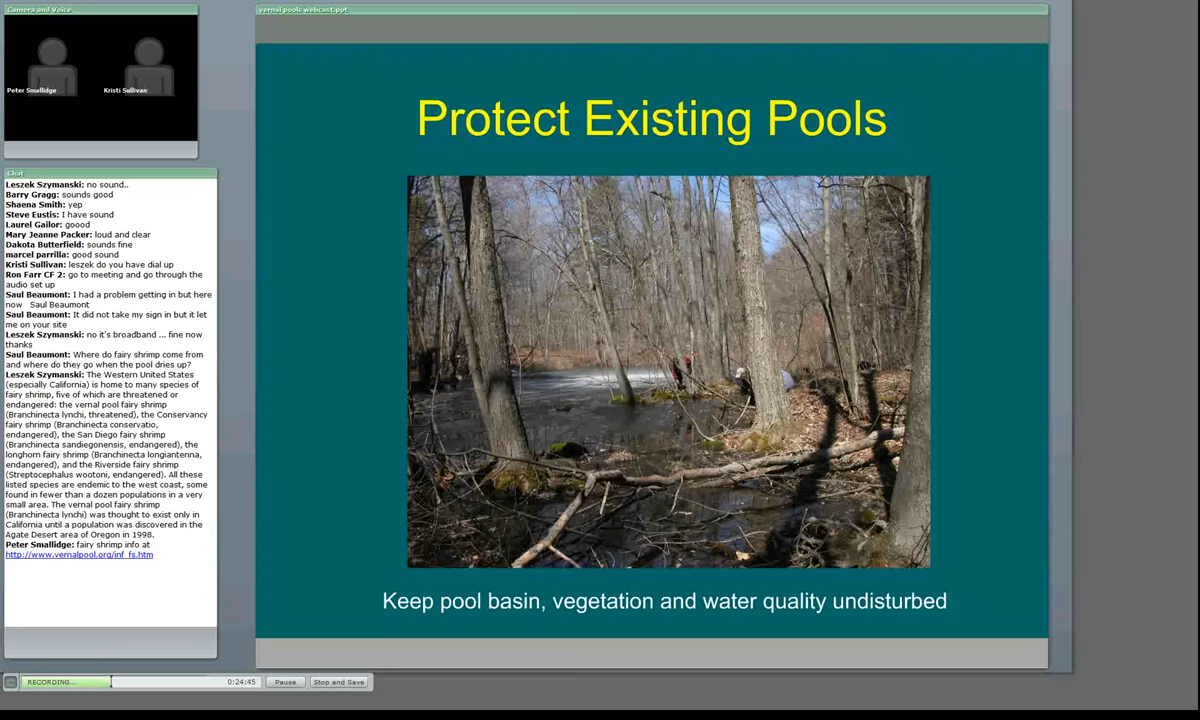 Camera and Voice
Peter Smallidge
Kristi Sullivan
Chat
Leszek Szymanski: no sound..
Barry Gragg: sounds good
Shaena Smith: yep
Steve Eustis: I have sound
Laurel Gailor: goood
Mary Jeanne Packer: loud and clear
Dakota Butterfield: sounds fine
marcel parrilla: good sound
Kristi Sullivan: leszek do you have dial up
Ron Farr CF 2: go to meeting and go through the
audio set up
Saul Beaumont: I had a problem getting in but here
now Saul Beaumont
Saul Beaumont: It did not take my sign in but it let
me on your site
Leszek Szymanski: no it's broadband ... fine now
thanks
Saul Beaumont: Where do fairy shrimp come from
and where do they go when the pool dries up?
Leszek Szymanski: The Western United States
(especially California) is home to many species of
fairy shrimp, five of which are threatened or
endangered: the vernal pool fairy shrimp
(Branchinecta lynchi, threatened), the Conservancy
fairy shrimp (Branchinecta conservatio,
endangered), the San Diego fairy shrimp
(Branchinecta sandiegonensis, endangered), the
longhorn fairy shrimp (Branchinecta longiantenna,
endangered), and the Riverside fairy shrimp
(Streptocephalus wootoni, endangered). All these
listed species are endemic to the west coast, some
found in fewer than a dozen populations in a very
small area. The vernal pool fairy shrimp
(Branchinecta lynchi) was thought to exist only in
California until a population was discovered in the
Agate Desert area of Oregon in 1998.
Peter Smallidge: fairy shrimp info at
http://www.vernalpool.org/inf_fs.htm
vernal pools webcast.ppt
Protect Existing Pools
Keep pool basin, vegetation and water quality undisturbed
RECORDING...
0:24:45
Pause
Stop and Save